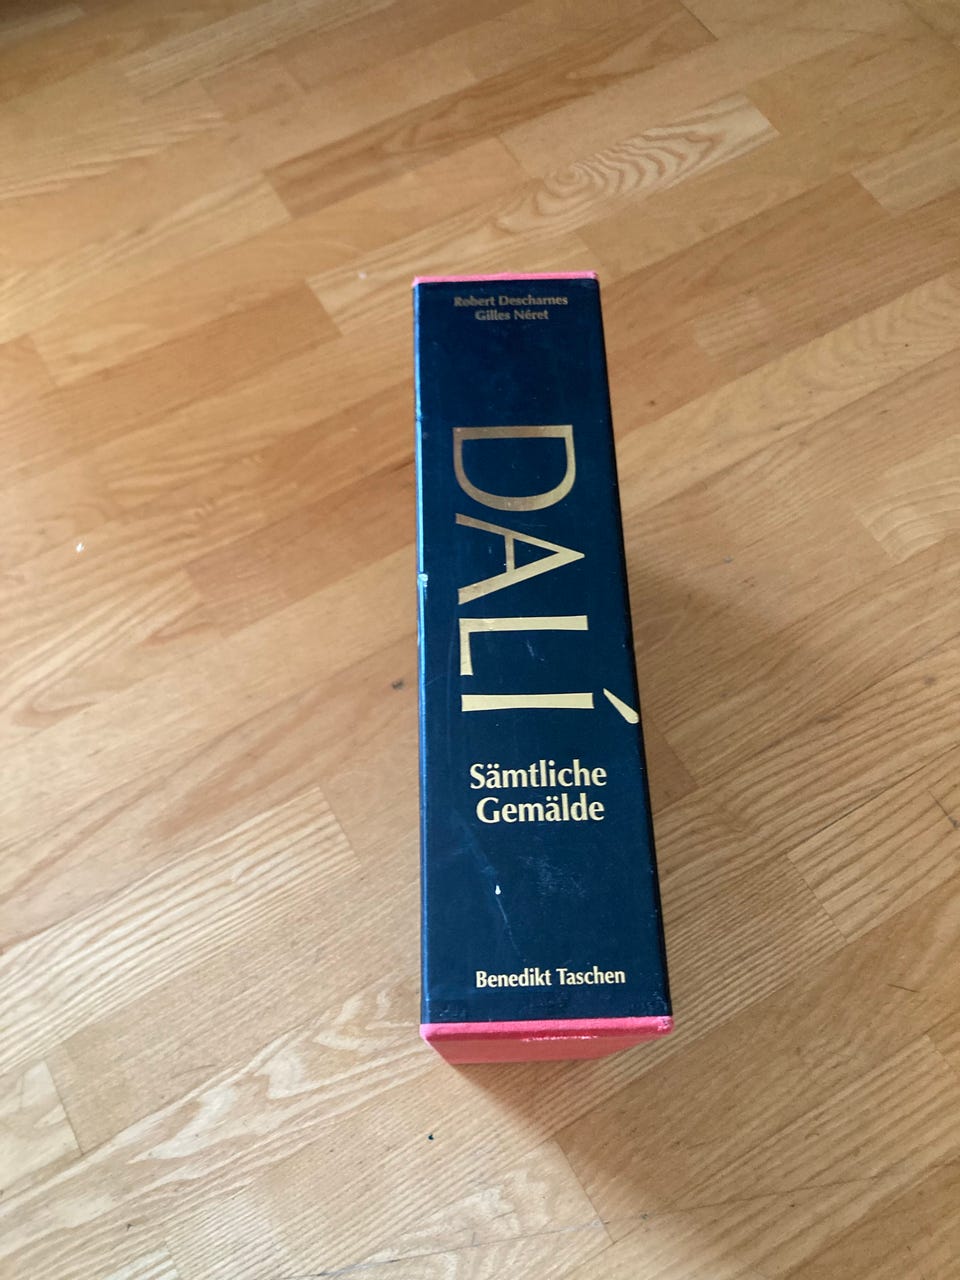 Robert Descharnes
Gilles Néret
DALÍ
Sämtliche
Gemälde
Benedikt Taschen